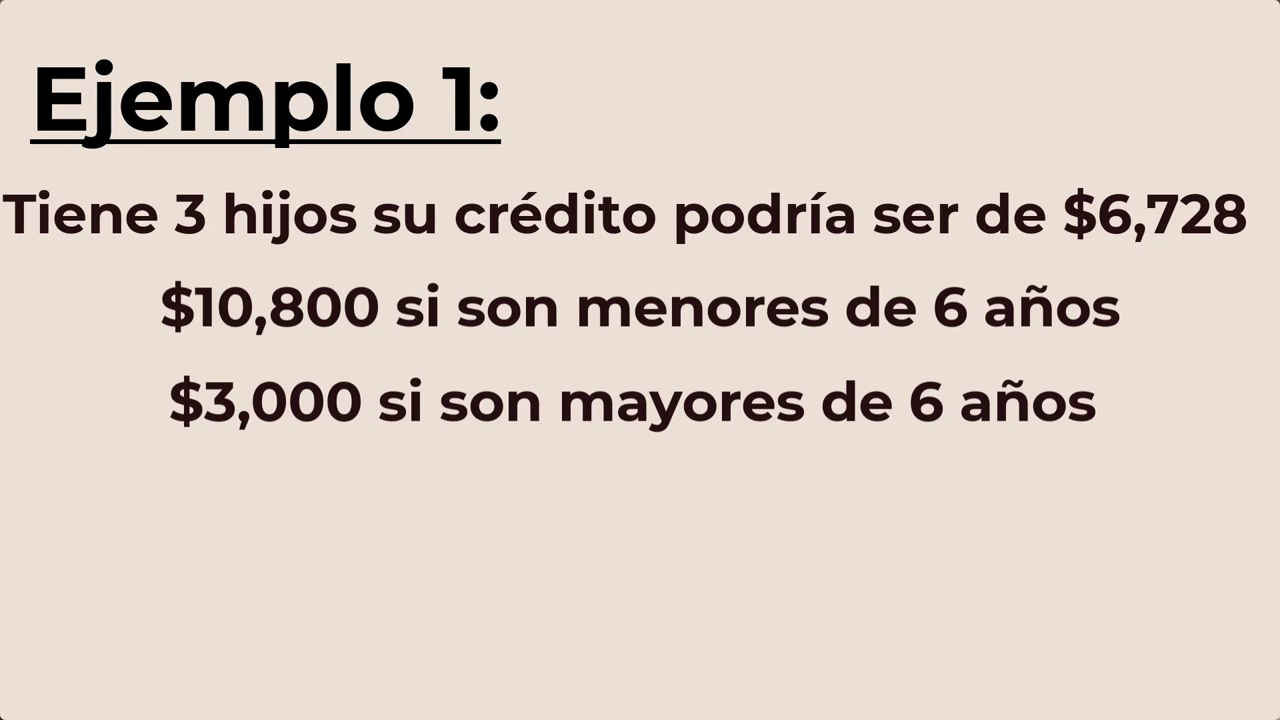 Ejemplo 1:
Tiene 3 hijos su crédito podría ser de $6,728
$10,800 si son menores de 6 años
$3,000 si son mayores de 6 años